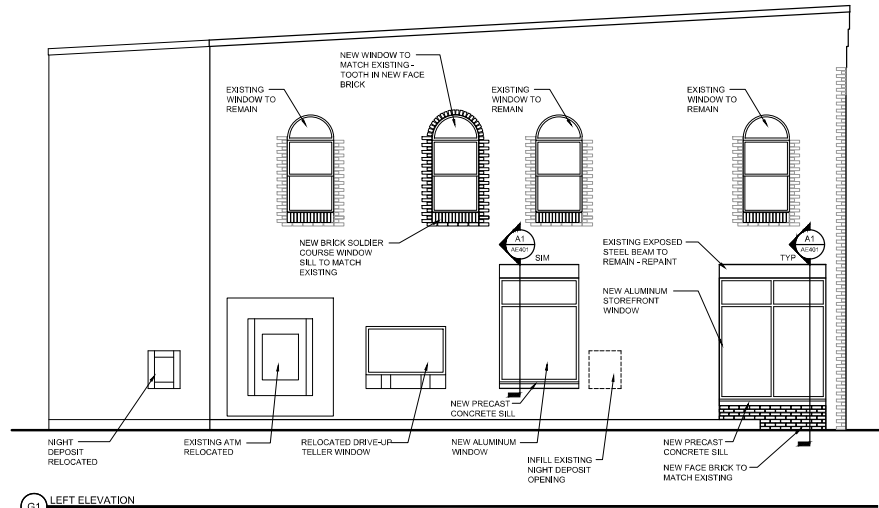 NEW WINDOW TO
MATCH EXISTING -
TOOTH IN NEW FACE
BRICK
EXISTING
WINDOW TO
REMAIN
EXISTING
WINDOW TO
REMAIN
EXISTING
WINDOW TO
REMAIN
NEW BRICK SOLDIER
COURSE WINDOW
SILL TO MATCH
EXISTING
A1
AE401
SIM
EXISTING EXPOSED
STEEL BEAM TO
REMAIN - REPAINT
A1
AE401
TYP
NEW ALUMINUM
STOREFRONT
WINDOW
NEW PRECAST
CONCRETE SILL
NIGHT
DEPOSIT
RELOCATED
EXISTING ATM
RELOCATED
RELOCATED DRIVE-UP
TELLER WINDOW
NEW ALUMINUM
WINDOW
INFILL EXISTING
NIGHT DEPOSIT
OPENING
NEW PRECAST
CONCRETE SILL
NEW FACE BRICK TO
MATCH EXISTING
G1
LEFT ELEVATION